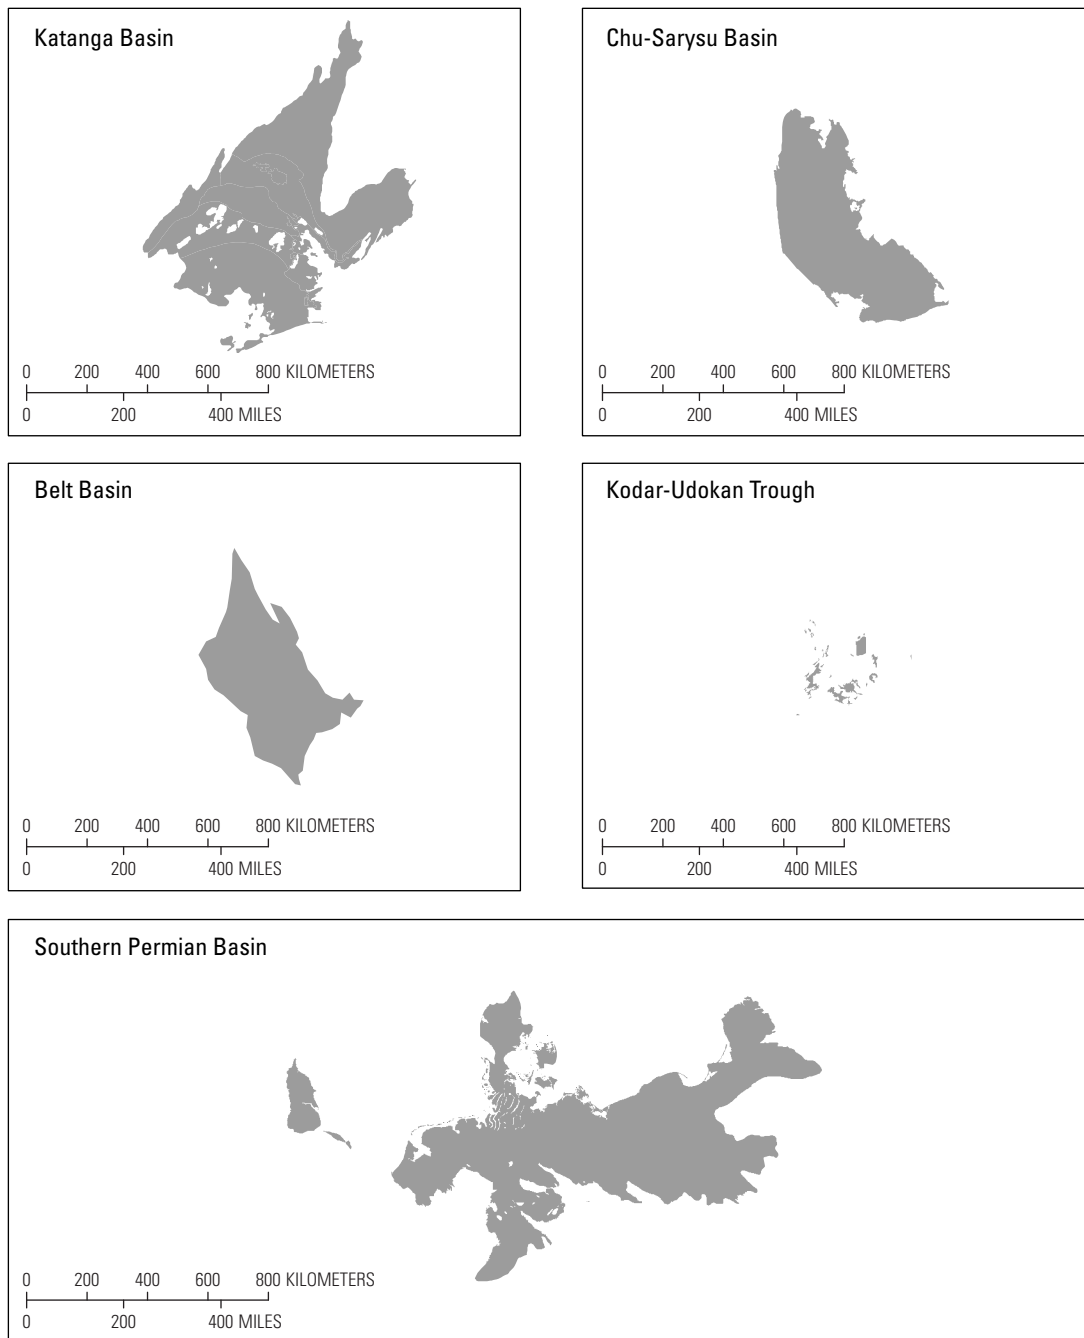 Katanga Basin
0 200 400 600 800 KILOMETERS
0 200 400 MILES
Chu-Sarysu Basin
0 200 400 600 800 KILOMETERS
0 200 400 MILES
Belt Basin
0 200 400 600 800 KILOMETERS
0 200 400 MILES
Kodar-Udokan Trough
0 200 400 600 800 KILOMETERS
0 200 400 MILES
Southern Permian Basin
0 200 400 600 800 KILOMETERS
0 200 400 MILES